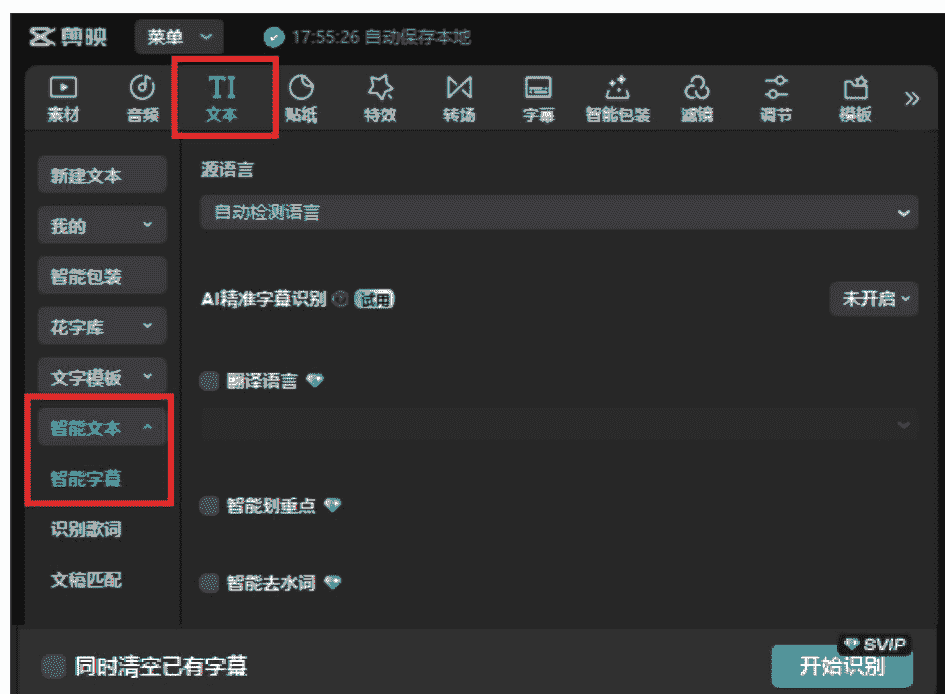 剪映 菜单 17:55:26 自动保存本地
素材 音频 TI 文本 贴纸 特效 转场 字幕 智能包装 滤镜 调节 模板
新建文本
我的
智能包装
花字库
文字模板
智能文本
智能字幕
识别歌词
文稿匹配
源语言
自动检测语言
AI精准字幕识别 试用 未开启
翻译语言
智能划重点
智能去水词
同时清空已有字幕
SVIP
开始识别